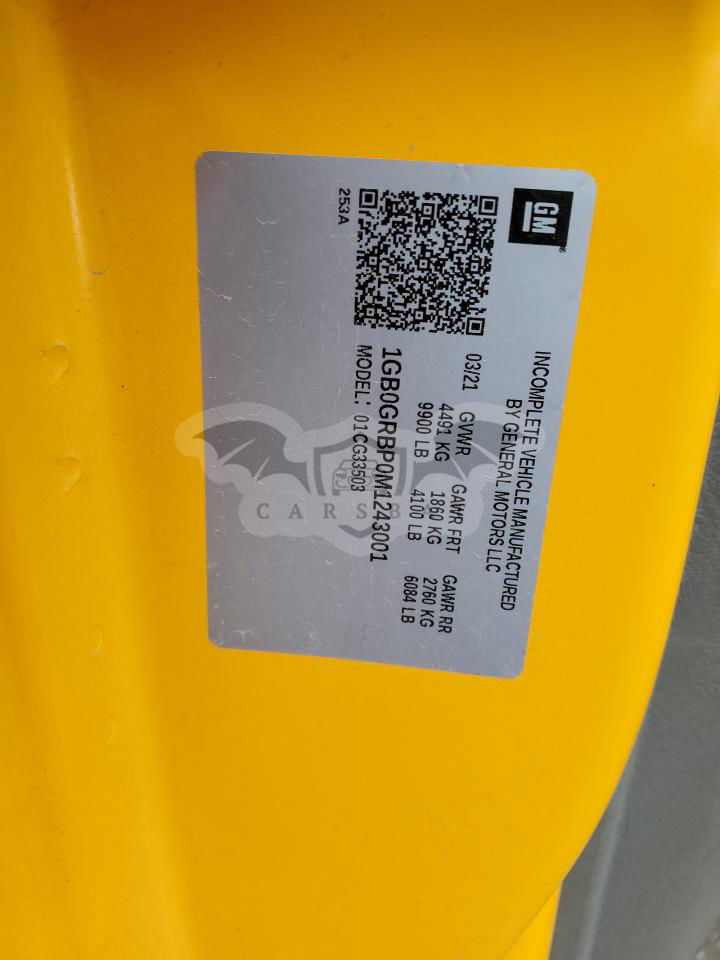 GM
INCOMPLETE VEHICLE MANUFACTURED
BY GENERAL MOTORS LLC
03/21 GVWR GAWR FRT GAWR RR
4491 KG 1860 KG 2760 KG
9900 LB 4100 LB 6084 LB
1GB0GRBP0M1243001
MODEL: 01CG33503
253A